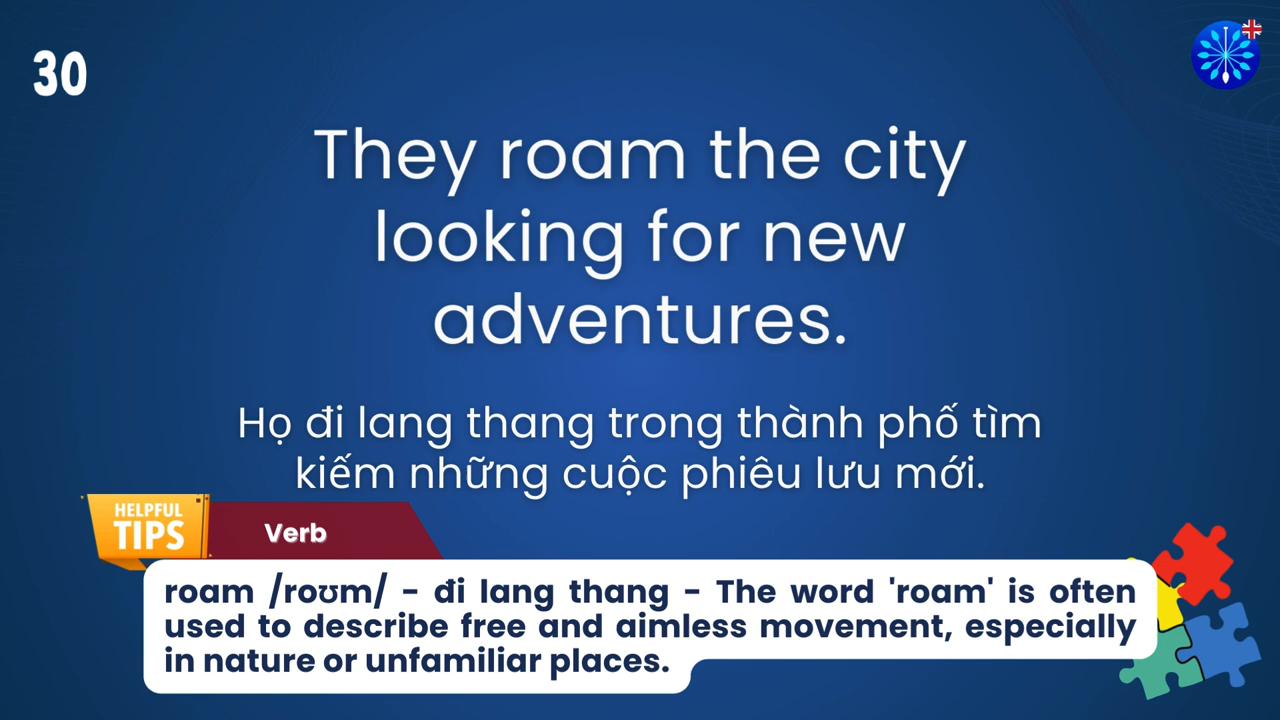 30
They roam the city
looking for new
adventures.
Họ đi lang thang trong thành phố tìm
kiếm những cuộc phiêu lưu mới.
HELPFUL
TIPS
Verb
roam /roʊm/ - đi lang thang - The word 'roam' is often
used to describe free and aimless movement, especially
in nature or unfamiliar places.